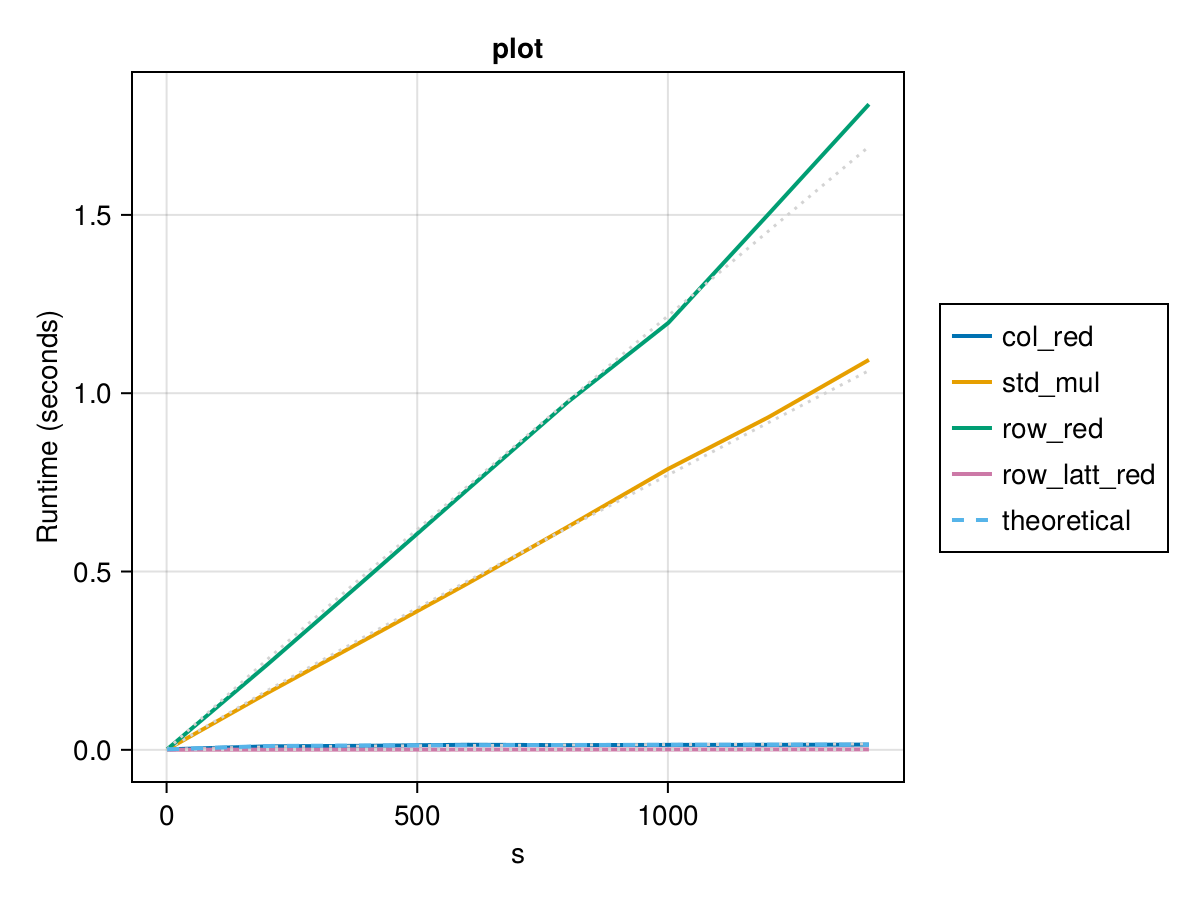 plot
Runtime (seconds)
1.5
1.0
0.5
0.0
0
500
1000
s
col_red
std_mul
row_red
row_latt_red
theoretical